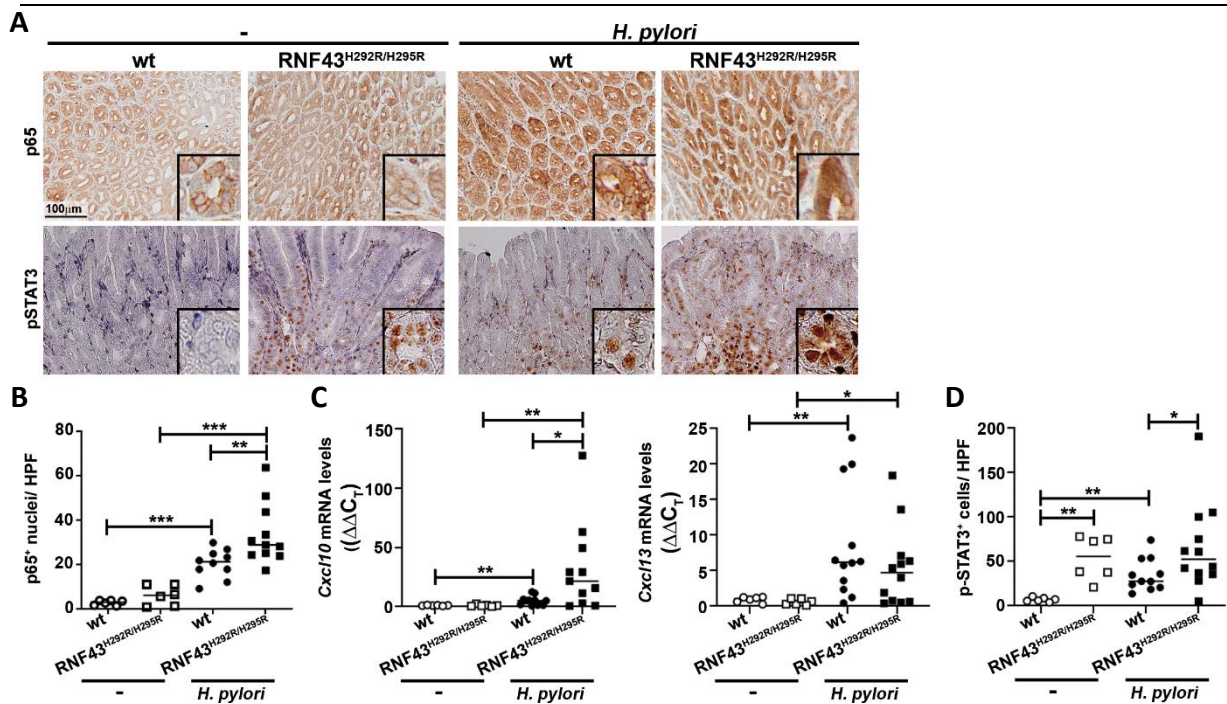 A
-
H. pylori
wt
RNF43H292R/H295R
wt
RNF43H292R/H295R
p65
100μm
pSTAT3
B
p65+ nuclei/ HPF
80
60
40
20
0
***
**
***
wt
RNF43H292R/H295R
wt
RNF43H292R/H295R
-
H. pylori
C
Cxcl10 mRNA levels
((ΔΔCT)
150
100
50
0
**
*
**
wt
RNF43H292R/H295R
wt
RNF43H292R/H295R
-
H. pylori
Cxcl13 mRNA levels
(ΔΔCT)
25
20
15
10
5
0
*
**
wt
RNF43H292R/H295R
wt
RNF43H292R/H295R
-
H. pylori
D
p-STAT3+ cells/ HPF
200
150
100
50
0
*
**
**
wt
RNF43H292R/H295R
wt
RNF43H292R/H295R
-
H. pylori